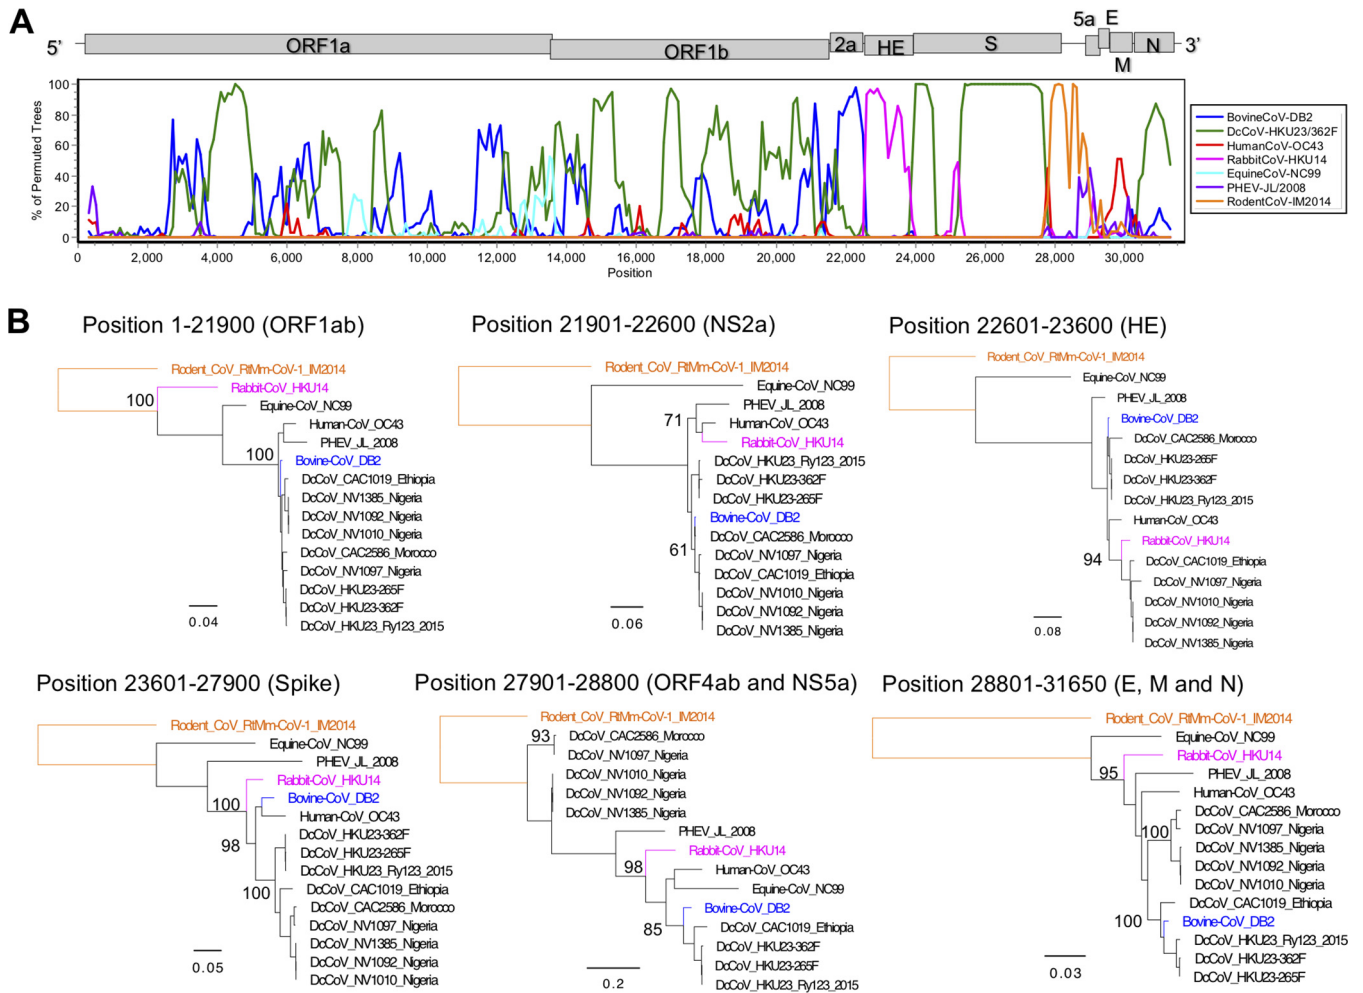 A
5' ORF1a ORF1b 2a HE S 5a E M N 3'
% of Permuted Trees
100
80
60
40
20
0
0 2,000 4,000 6,000 8,000 10,000 12,000 14,000 16,000 18,000 20,000 22,000 24,000 26,000 28,000 30,000
Position
BovineCoV-DB2
DcCoV-HKU23/362F
HumanCoV-OC43
RabbitCoV-HKU14
EquineCoV-NC99
PHEV-JL/2008
RodentCoV-IM2014
B
Position 1-21900 (ORF1ab)
Rodent_CoV_RtMm-CoV-1_IM2014
Rabbit-CoV_HKU14
100
Equine-CoV_NC99
Human-CoV_OC43
PHEV_JL_2008
100
Bovine-CoV_DB2
DcCoV_CAC1019_Ethiopia
DcCoV_NV1385_Nigeria
DcCoV_NV1092_Nigeria
DcCoV_NV1010_Nigeria
DcCoV_CAC2586_Morocco
DcCoV_NV1097_Nigeria
DcCoV_HKU23-265F
DcCoV_HKU23-362F
DcCoV_HKU23_Ry123_2015
0.04
Position 21901-22600 (NS2a)
Rodent_CoV_RtMm-CoV-1_IM2014
Equine-CoV_NC99
PHEV_JL_2008
71
Human-CoV_OC43
Rabbit-CoV_HKU14
DcCoV_HKU23_Ry123_2015
DcCoV_HKU23-362F
DcCoV_HKU23-265F
Bovine-CoV_DB2
DcCoV_CAC2586_Morocco
61
DcCoV_NV1097_Nigeria
DcCoV_CAC1019_Ethiopia
DcCoV_NV1010_Nigeria
DcCoV_NV1092_Nigeria
DcCoV_NV1385_Nigeria
0.06
Position 22601-23600 (HE)
Rodent_CoV_RtMm-CoV-1_IM2014
Equine-CoV_NC99
PHEV_JL_2008
Bovine-CoV_DB2
DcCoV_CAC2586_Morocco
DcCoV_HKU23-265F
DcCoV_HKU23-362F
DcCoV_HKU23_Ry123_2015
Human-CoV_OC43
Rabbit-CoV_HKU14
94
DcCoV_CAC1019_Ethiopia
DcCoV_NV1097_Nigeria
DcCoV_NV1010_Nigeria
DcCoV_NV1092_Nigeria
DcCoV_NV1385_Nigeria
0.08
Position 23601-27900 (Spike)
Rodent_CoV_RtMm-CoV-1_IM2014
Equine-CoV_NC99
PHEV_JL_2008
Rabbit-CoV_HKU14
100
Bovine-CoV_DB2
Human-CoV_OC43
DcCoV_HKU23-362F
98
DcCoV_HKU23-265F
DcCoV_HKU23_Ry123_2015
100
DcCoV_CAC1019_Ethiopia
DcCoV_CAC2586_Morocco
DcCoV_NV1097_Nigeria
DcCoV_NV1385_Nigeria
DcCoV_NV1092_Nigeria
DcCoV_NV1010_Nigeria
0.05
Position 27901-28800 (ORF4ab and NS5a)
Rodent_CoV_RtMm-CoV-1_IM2014
93
DcCoV_CAC2586_Morocco
DcCoV_NV1097_Nigeria
DcCoV_NV1010_Nigeria
DcCoV_NV1092_Nigeria
DcCoV_NV1385_Nigeria
PHEV_JL_2008
Rabbit-CoV_HKU14
98
Human-CoV_OC43
Equine-CoV_NC99
Bovine-CoV_DB2
85
DcCoV_CAC1019_Ethiopia
DcCoV_HKU23-362F
DcCoV_HKU23-265F
DcCoV_HKU23_Ry123_2015
0.2
Position 28801-31650 (E, M and N)
Rodent_CoV_RtMm-CoV-1_IM2014
Equine-CoV_NC99
Rabbit-CoV_HKU14
95
PHEV_JL_2008
Human-CoV_OC43
DcCoV_CAC2586_Morocco
100
DcCoV_NV1097_Nigeria
DcCoV_NV1385_Nigeria
DcCoV_NV1092_Nigeria
DcCoV_NV1010_Nigeria
DcCoV_CAC1019_Ethiopia
100
Bovine-CoV_DB2
DcCoV_HKU23_Ry123_2015
DcCoV_HKU23-362F
DcCoV_HKU23-265F
0.03